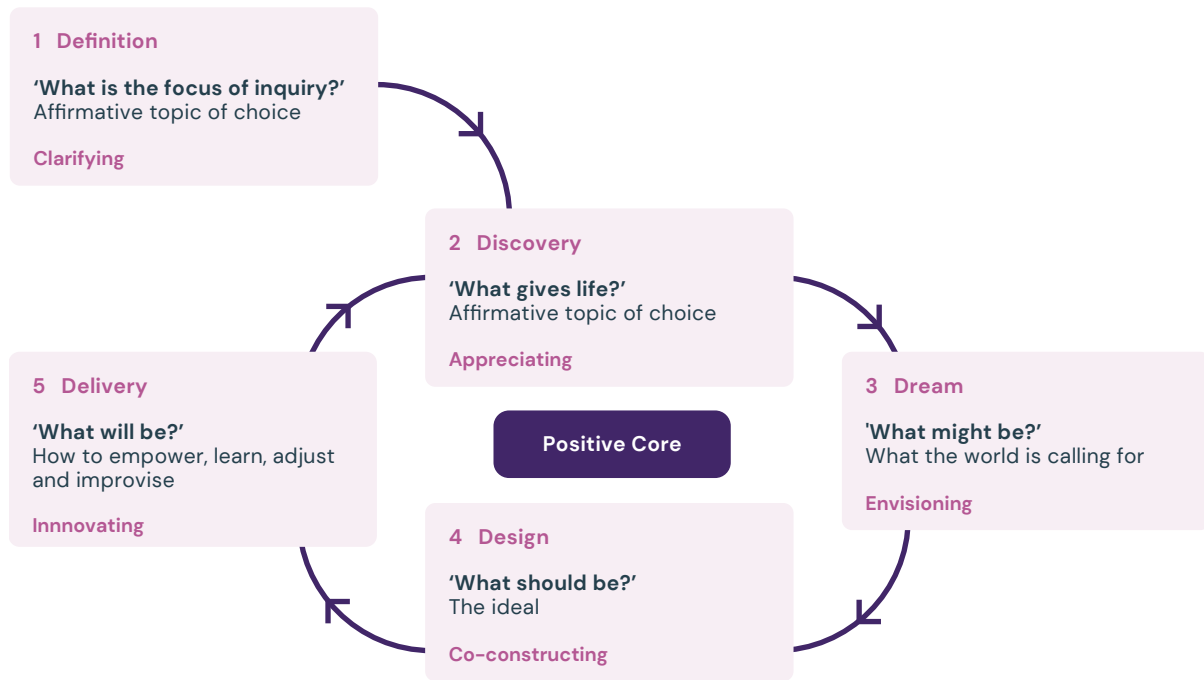 1 Definition
‘What is the focus of inquiry?’
Affirmative topic of choice
Clarifying
2 Discovery
‘What gives life?’
Affirmative topic of choice
Appreciating
3 Dream
'What might be?’
What the world is calling for
Envisioning
4 Design
‘What should be?’
The ideal
Co-constructing
5 Delivery
‘What will be?’
How to empower, learn, adjust
and improvise
Innnovating
Positive Core